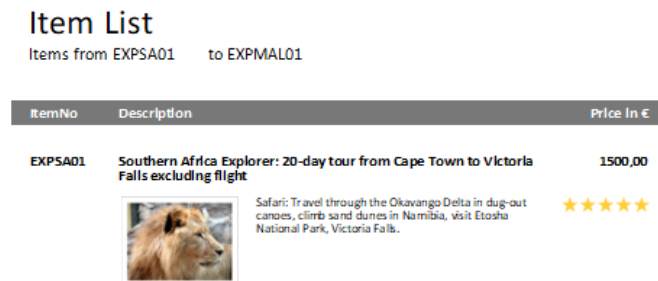 Item List
Items from EXPSA01 to EXPMAL01
ItemNo Description Price in €
EXPSA01 Southern Africa Explorer: 20-day tour from Cape Town to Victoria 1500,00
Falls excluding flight
Safari: Travel through the Okavango Delta in dug-out
canoes, climb sand dunes in Namibia, visit Etosha
National Park, Victoria Falls.